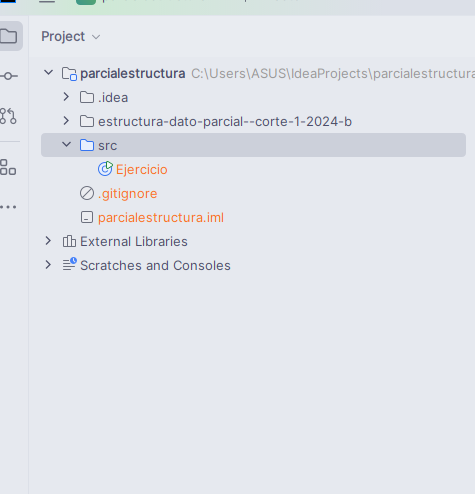 Project
parcialestructura C:\Users\ASUS\IdeaProjects\parcialestructura
.idea
estructura-dato-parcial--corte-1-2024-b
src
Ejercicio
.gitignore
parcialestructura.iml
External Libraries
Scratches and Consoles